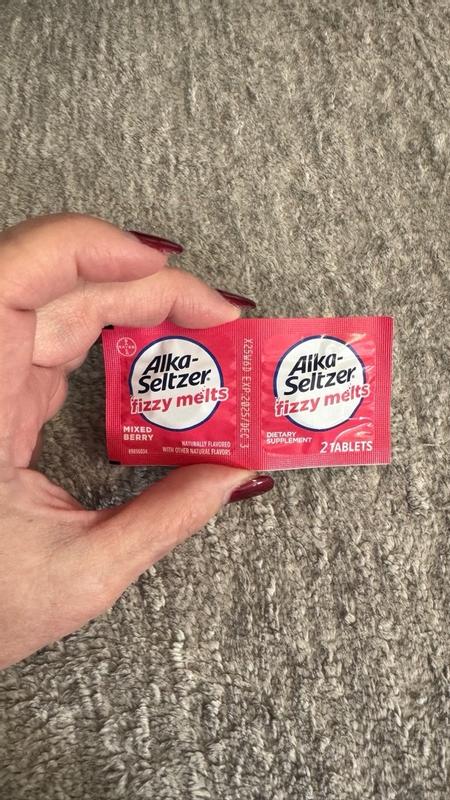 BAYER
Alka-
Seltzer®
fizzy melts
MIXED
BERRY
NATURALLY FLAVORED
WITH OTHER NATURAL FLAVORS
EXP:2025/DEC 3
Alka-
Seltzer®
fizzy melts
DIETARY
SUPPLEMENT
2 TABLETS